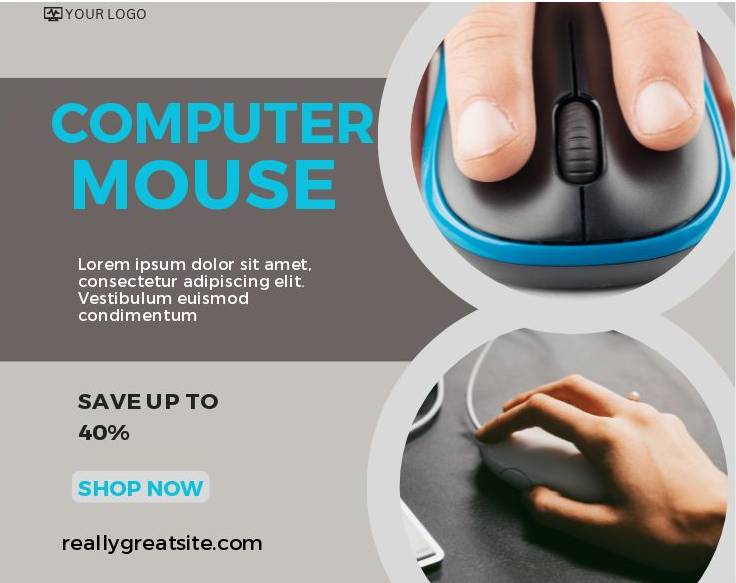 YOUR LOGO
COMPUTER
MOUSE
Lorem ipsum dolor sit amet,
consectetur adipiscing elit.
Vestibulum euismod
condimentum
SAVE UP TO
40%
SHOP NOW
reallygreatsite.com